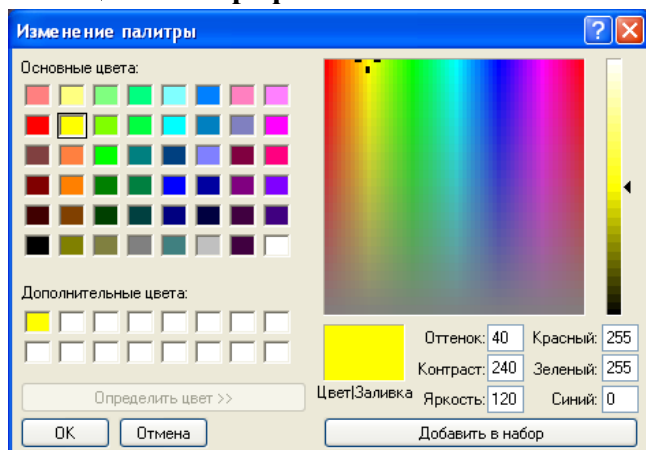 Изменение палитры
Основные цвета:
Дополнительные цвета:
Определить цвет >>
OK Отмена
Цвет|Заливка
Оттенок: 40 Красный: 255
Контраст: 240 Зеленый: 255
Яркость: 120 Синий: 0
Добавить в набор